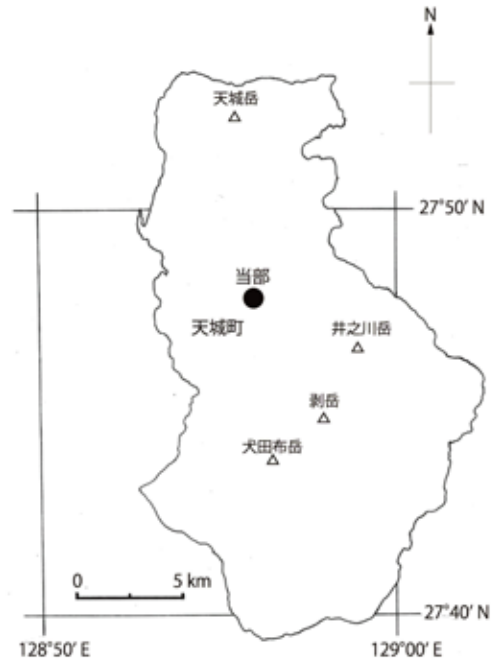 N
天城岳
27°50′ N
当部
天城町
井之川岳
剥岳
犬田布岳
0 5 km
27°40′ N
128°50′ E 129°00′ E